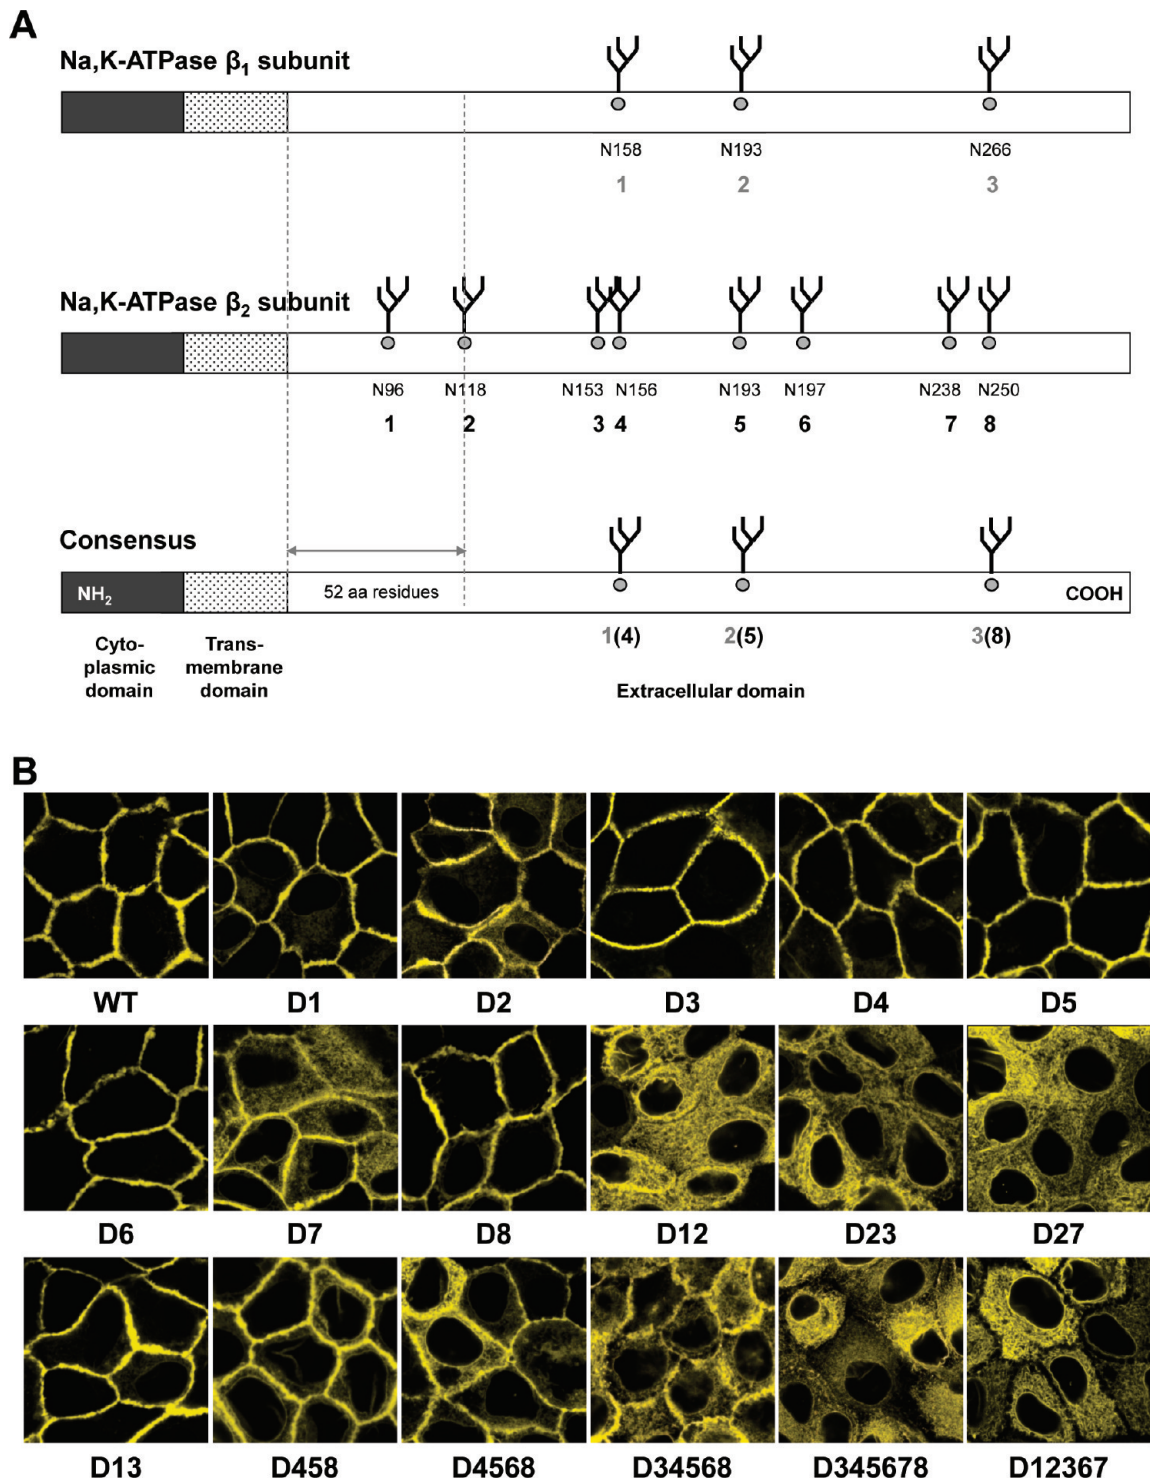 A
Na,K-ATPase β1 subunit
N158 N193 N266
1 2 3
Na,K-ATPase β2 subunit
N96 N118 N153 N156 N193 N197 N238 N250
1 2 3 4 5 6 7 8
Consensus
NH2 52 aa residues COOH
1(4) 2(5) 3(8)
Cyto-
plasmic
domain
Trans-
membrane
domain
Extracellular domain
B
WT D1 D2 D3 D4 D5
D6 D7 D8 D12 D23 D27
D13 D458 D4568 D34568 D345678 D12367